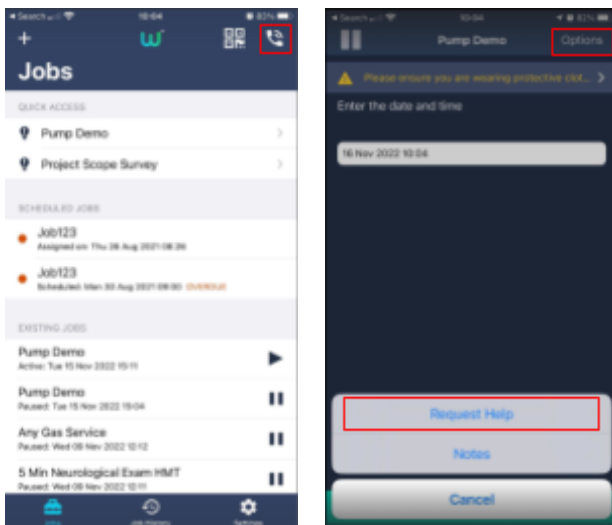 Search
10:04
83%
Jobs
QUICK ACCESS
Pump Demo
Project Scope Survey
SCHEDULED JOBS
Job123
Assigned on: Thu 26 Aug 2021 08:26
Job123
Scheduled: Mon 30 Aug 2021 09:00 OVERDUE
EXISTING JOBS
Pump Demo
Active: Tue 15 Nov 2022 15:11
Pump Demo
Paused: Tue 15 Nov 2022 15:04
Any Gas Service
Paused: Wed 09 Nov 2022 12:12
5 Min Neurological Exam HMT
Paused: Wed 09 Nov 2022 12:11
Jobs
Job History
Settings
Search
10:04
82%
Pump Demo
Options
Please ensure you are wearing protective clot...
Enter the date and time
16 Nov 2022 10:04
Request Help
Notes
Cancel